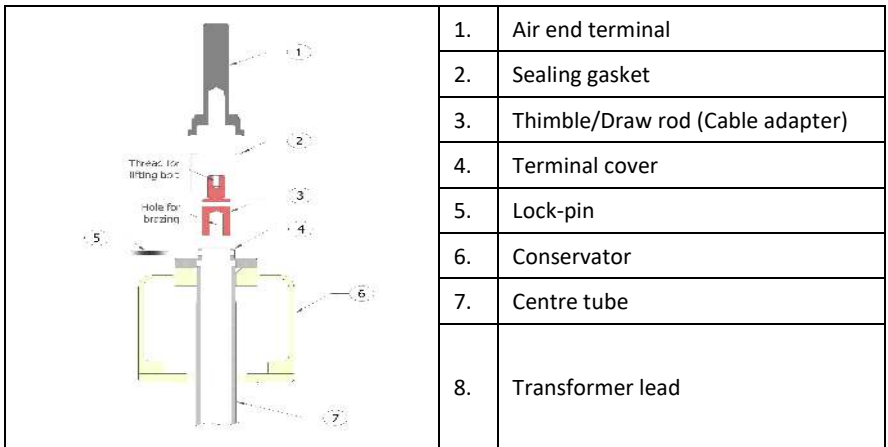 1
2
Thread for
lifting bolt
3
Hole for
brazing
4
5
6
7
1. Air end terminal
2. Sealing gasket
3. Thimble/Draw rod (Cable adapter)
4. Terminal cover
5. Lock-pin
6. Conservator
7. Centre tube
8. Transformer lead